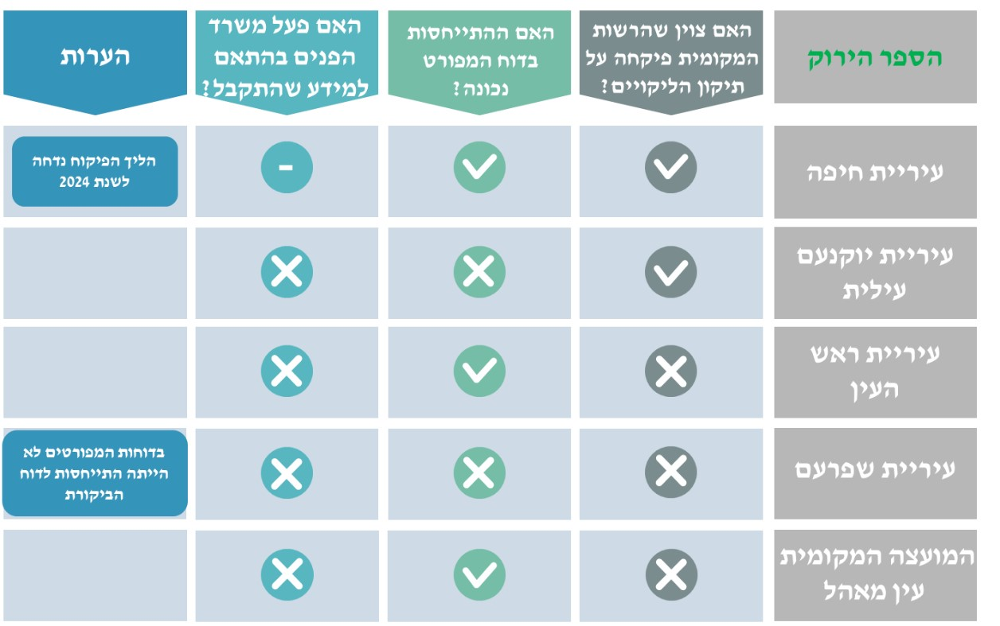 הספר הירוק
האם צוין שהרשות
המקומית פיקחה על
תיקון הליקויים?
האם ההתייחסות
בדוח המפורט
נכונה?
האם פעל משרד
הפנים בהתאם
למידע שהתקבל?
הערות
עיריית חיפה
-
הליך הפיקוח נדחה
לשנת 2024
עיריית יוקנעם
עילית
עיריית ראש
העין
עיריית שפרעם
בדוחות המפורטים לא
הייתה התייחסות לדוח
הביקורת
המועצה המקומית
עין מאהל